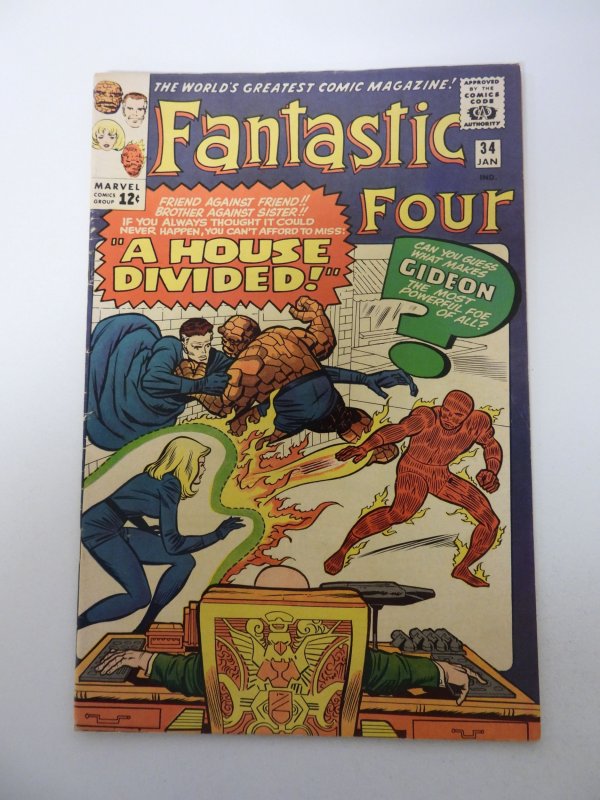 THE WORLD'S GREATEST COMIC MAGAZINE!
APPROVED
BY THE
COMICS
CODE
CA
AUTHORITY
Fantastic
Four
34
JAN
IND.
MARVEL
COMICS
GROUP
12¢
FRIEND AGAINST FRIEND!!
BROTHER AGAINST SISTER!!
IF YOU ALWAYS THOUGHT IT COULD
NEVER HAPPEN, YOU CAN'T AFFORD TO MISS:
"A HOUSE
DIVIDED!"
CAN YOU GUESS
WHAT MAKES
GIDEON
THE MOST
POWERFUL FOE
OF ALL?